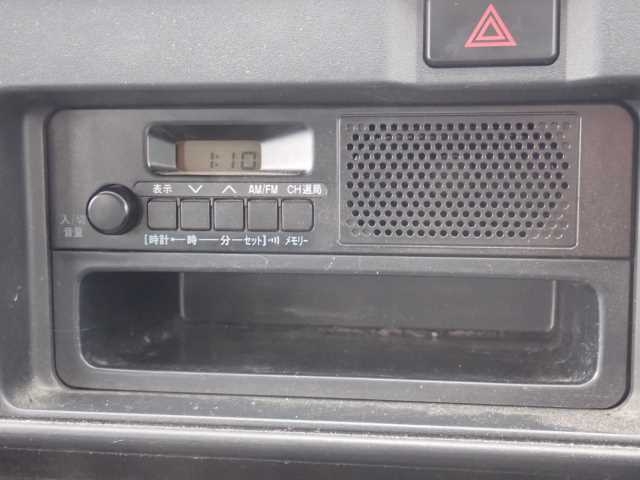 1:10
表示 ∨ ∧ AM/FM CH選局
入/切
音量
[時計 時 分 セット] メモリー